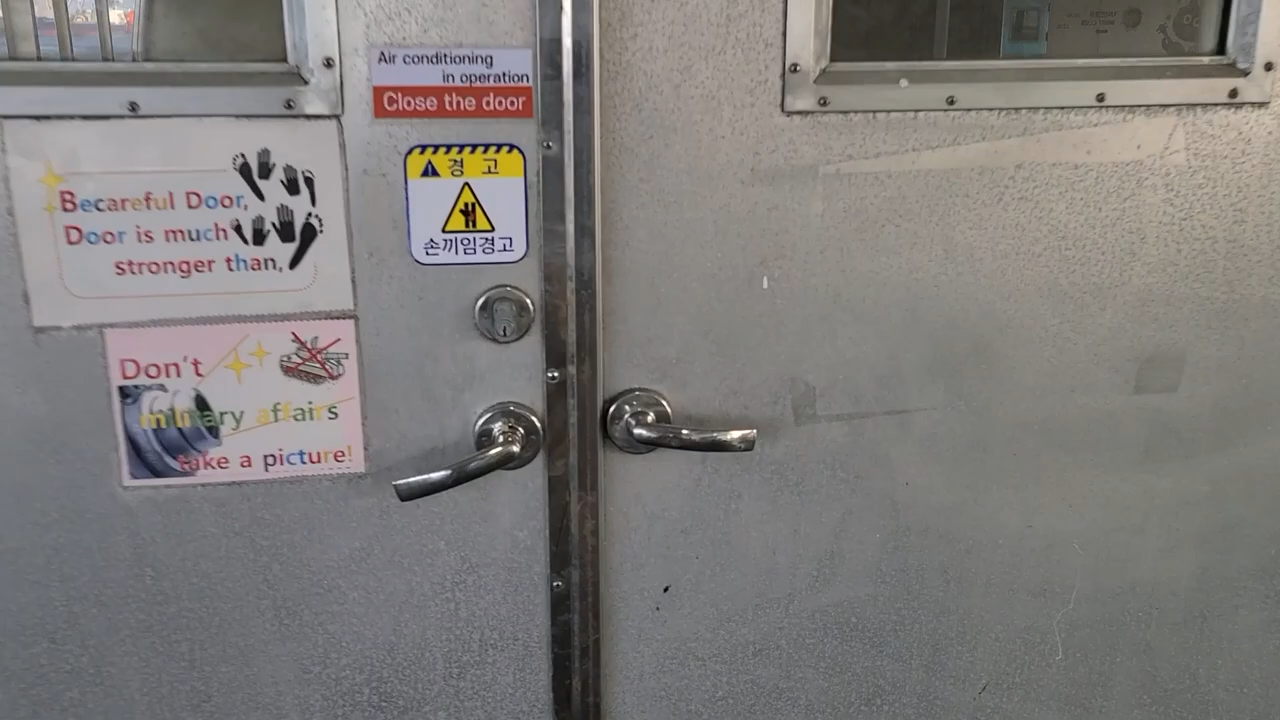 Air conditioning
in operation
Close the door
경 고
손끼임경고
Becareful Door,
Door is much
stronger than,
Don't
military affairs
take a picture!